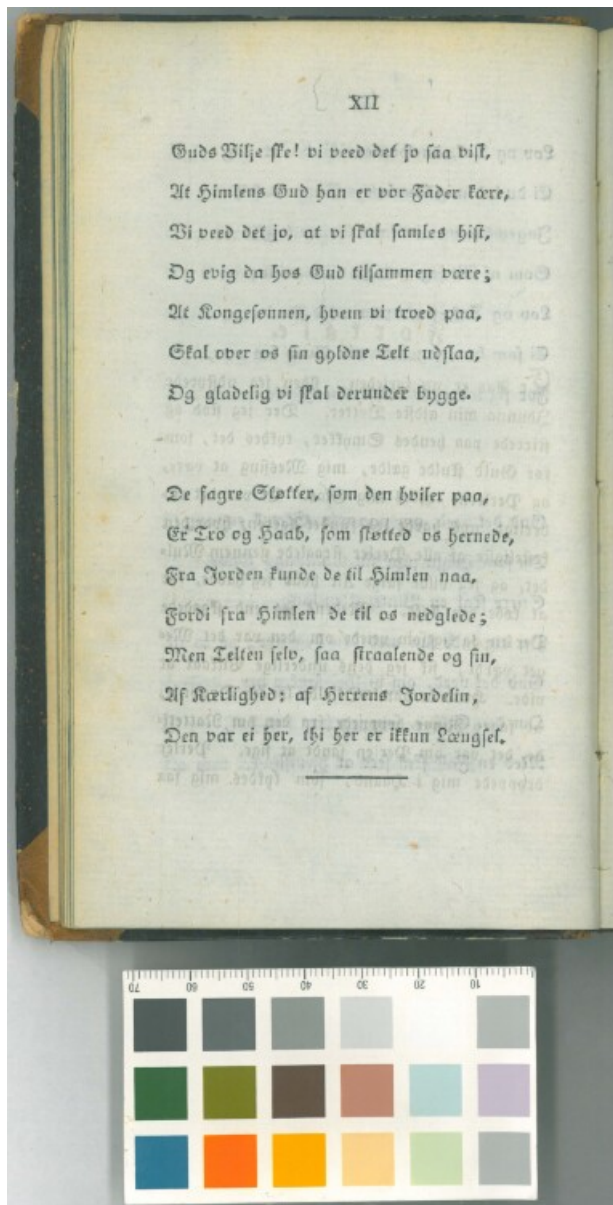 XII
Guds Vilje ske! vi veed det jo saa vist,
At Himlens Gud han er vor Fader kære,
Vi veed det jo, at vi skal samles hist,
Og evig da hos Gud tilsammen være;
At Kongesønnen, hvem vi troed paa,
Skal over os sin gyldne Telt udslaa,
Og gladelig vi skal derunder bygge.
De fagre Støtter, som den hviler paa,
Er Tro og Haab, som støtted os hernede,
Fra Jorden kunde de til Himlen naa,
Fordi fra Himlen de til os nedglede;
Men Telten selv, saa straalende og fin,
Af Kærlighed: af Herrens Jordelin,
Den var ei her, thi her er ikkun Længsel.
70 60 50 40 30 20 10